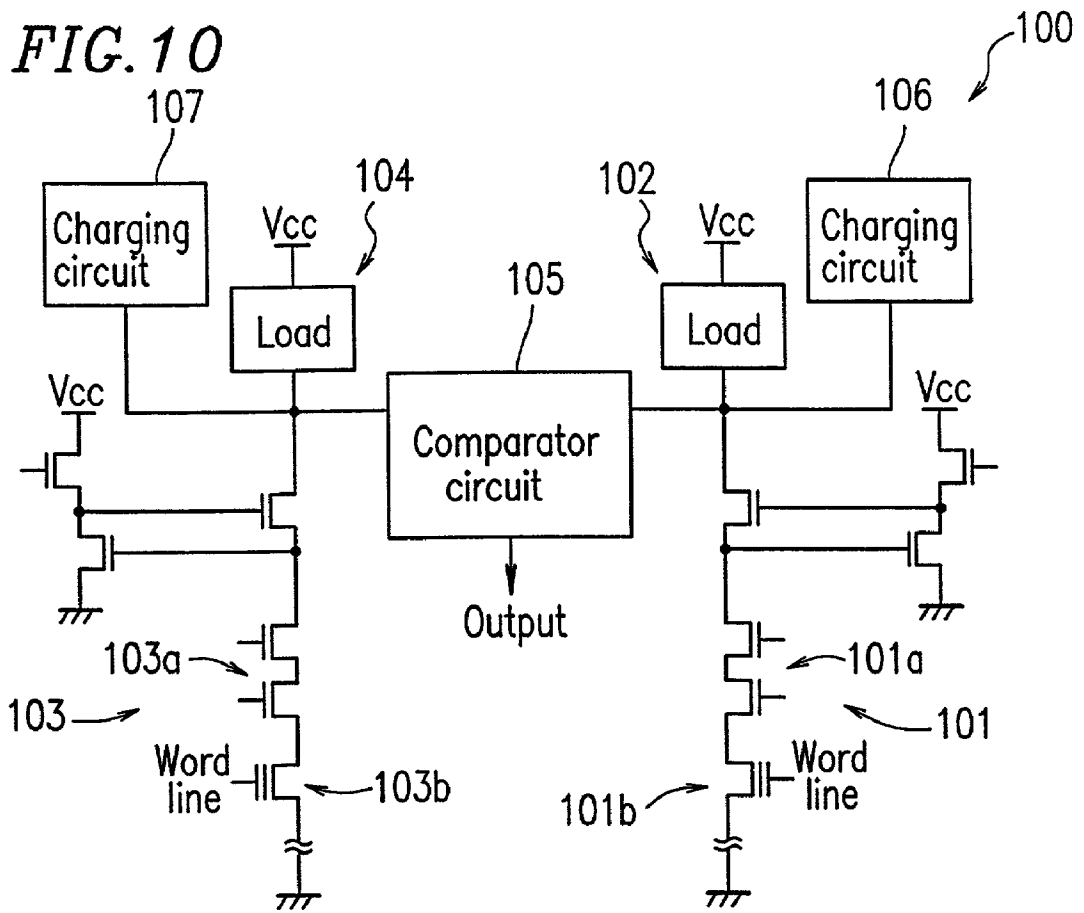 FIG.10
100
107
106
104
102
Charging
circuit
Vcc
Load
105
Vcc
Load
Charging
circuit
Vcc
Comparator
circuit
Vcc
Output
103a
103
101a
101
Word
line
103b
101b
Word
line